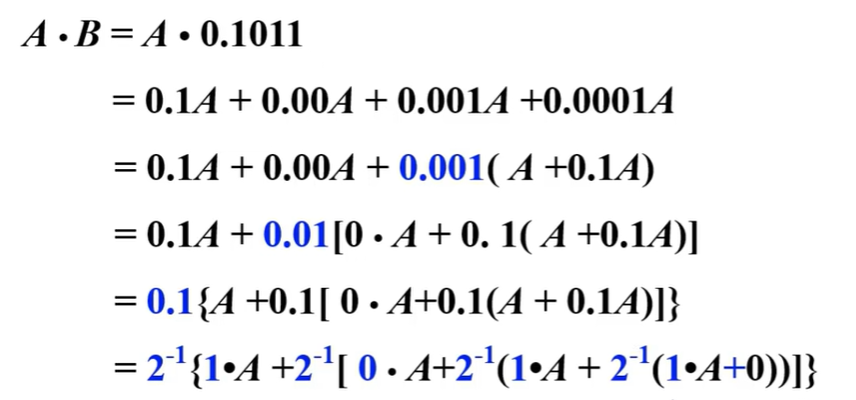 A • B = A • 0.1011
= 0.1A + 0.00A + 0.001A +0.0001A
= 0.1A + 0.00A + 0.001( A +0.1A)
= 0.1A + 0.01[0 • A + 0. 1( A +0.1A)]
= 0.1{A +0.1[ 0 • A+0.1(A + 0.1A)]}
= 2⁻¹{1•A +2⁻¹[ 0 • A+2⁻¹(1•A + 2⁻¹(1•A+0))]}